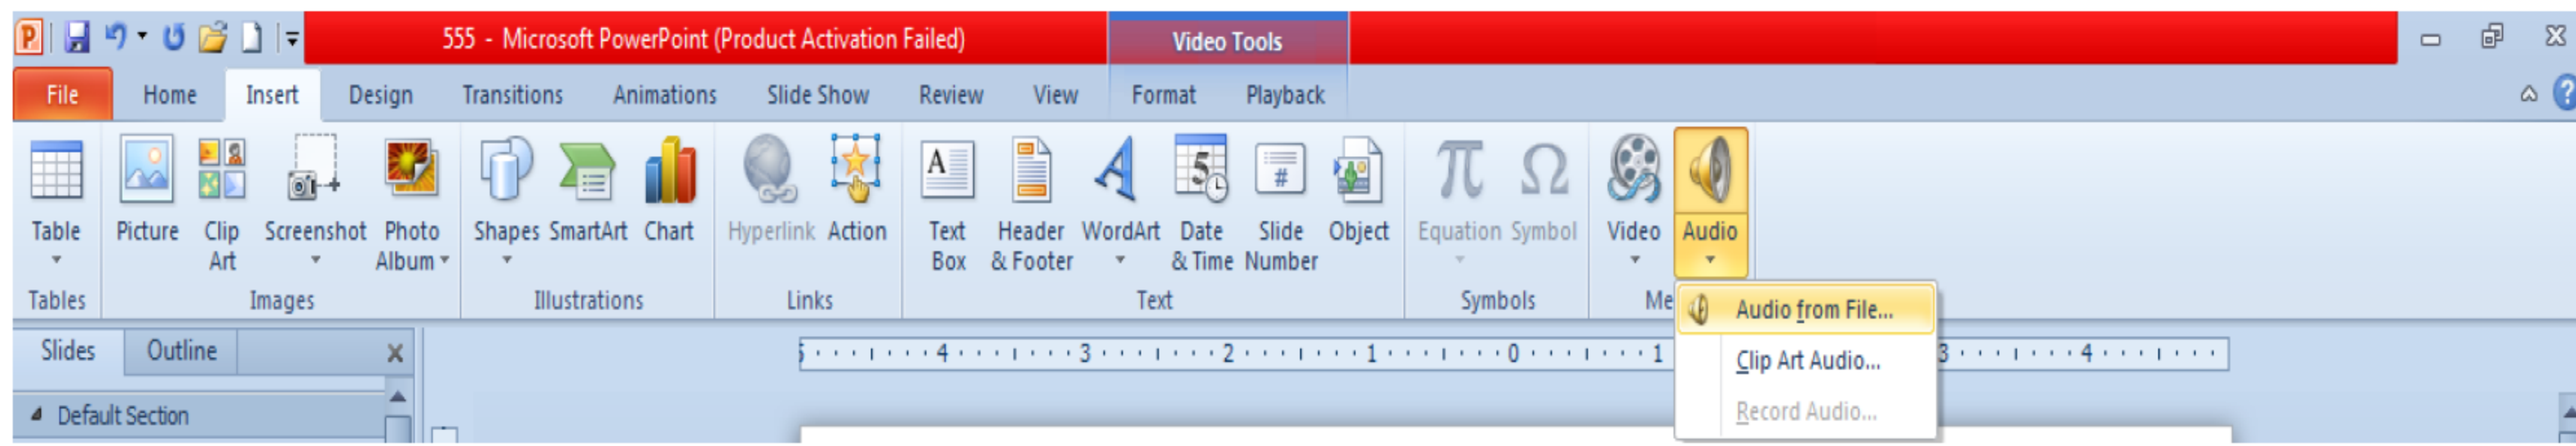 555 - Microsoft PowerPoint (Product Activation Failed)
Video Tools
File Home Insert Design Transitions Animations Slide Show Review View Format Playback
Table Picture Clip Art Screenshot Photo Album Shapes SmartArt Chart Hyperlink Action Text Box Header & Footer WordArt Date & Time Slide Number Object Equation Symbol Video Audio
Tables Images Illustrations Links Text Symbols Me
Audio from File...
Clip Art Audio...
Record Audio...
Slides Outline
5 4 3 2 1 0 1 3 4
Default Section